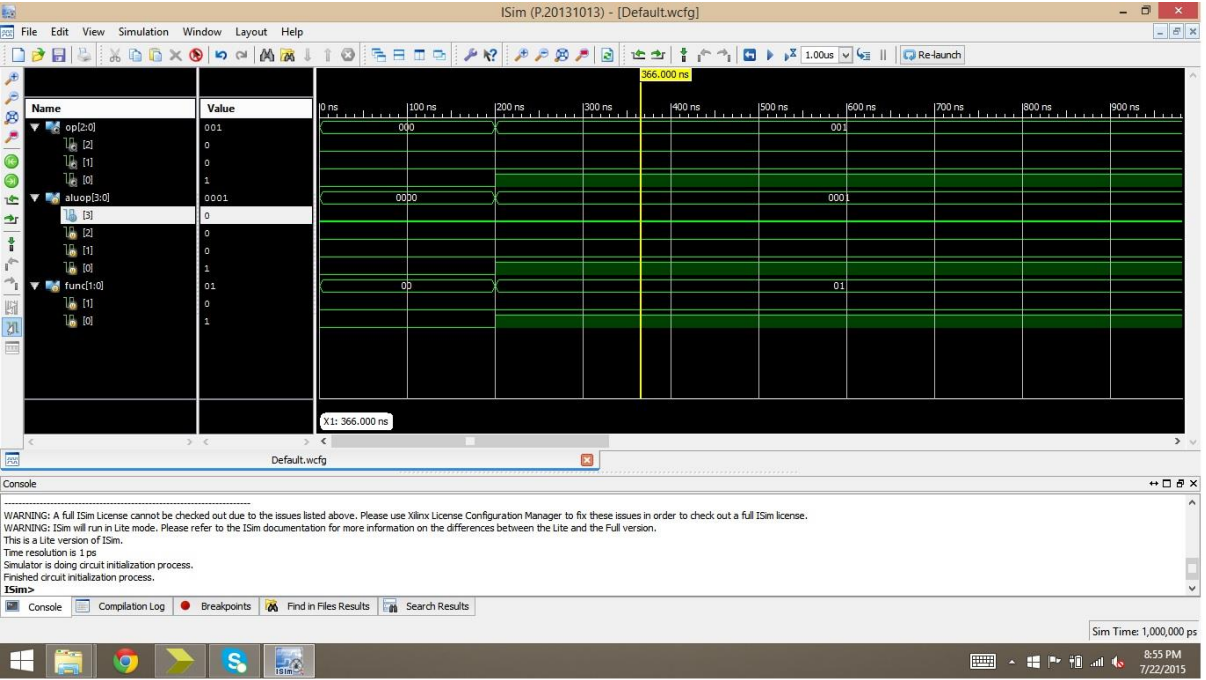 ISim (P.20131013) - [Default.wcfg]
File Edit View Simulation Window Layout Help
1.00us Re-launch
366.000 ns
Name Value
0 ns 100 ns 200 ns 300 ns 400 ns 500 ns 600 ns 700 ns 800 ns 900 ns
op[2:0] 001 000 001
[2] 0
[1] 0
[0] 1
aluop[3:0] 0001 0000 0001
[3] 0
[2] 0
[1] 0
[0] 1
func[1:0] 01 00 01
[1] 0
[0] 1
X1: 366.000 ns
Default.wcfg
Console
WARNING: A full ISim License cannot be checked out due to the issues listed above. Please use Xilinx License Configuration Manager to fix these issues in order to check out a full ISim license.
WARNING: ISim will run in Lite mode. Please refer to the ISim documentation for more information on the differences between the Lite and the Full version.
This is a Lite version of ISim.
Time resolution is 1 ps
Simulator is doing circuit initialization process.
Finished circuit initialization process.
ISim>
Console Compilation Log Breakpoints Find in Files Results Search Results
Sim Time: 1,000,000 ps
ISim
8:55 PM
7/22/2015